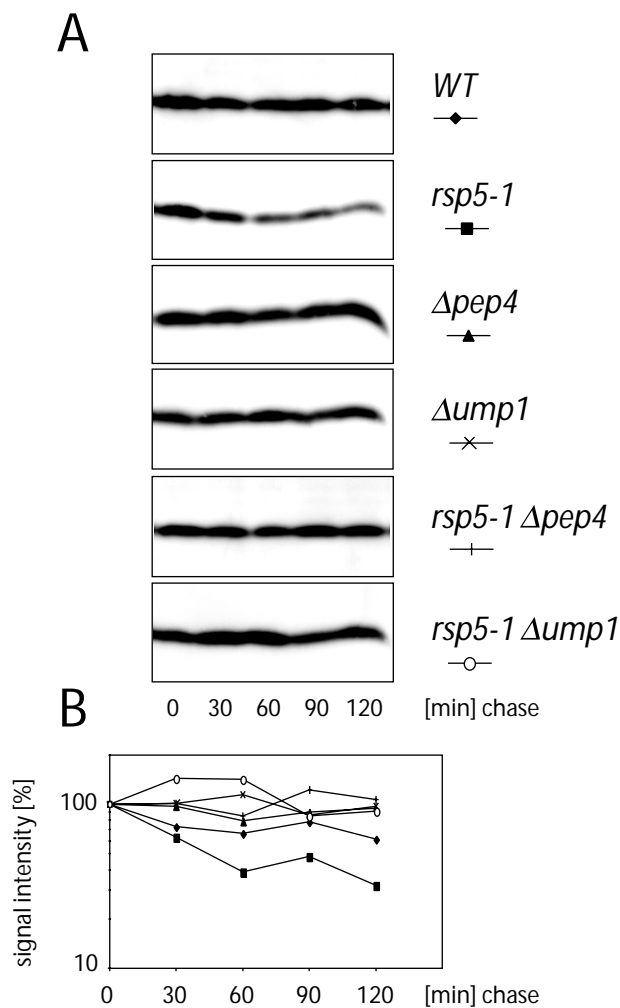 A
WT
rsp5-1
Δpep4
Δump1
rsp5-1 Δpep4
rsp5-1 Δump1
0 30 60 90 120 [min] chase
B
signal intensity [%]
100
10
0 30 60 90 120 [min] chase